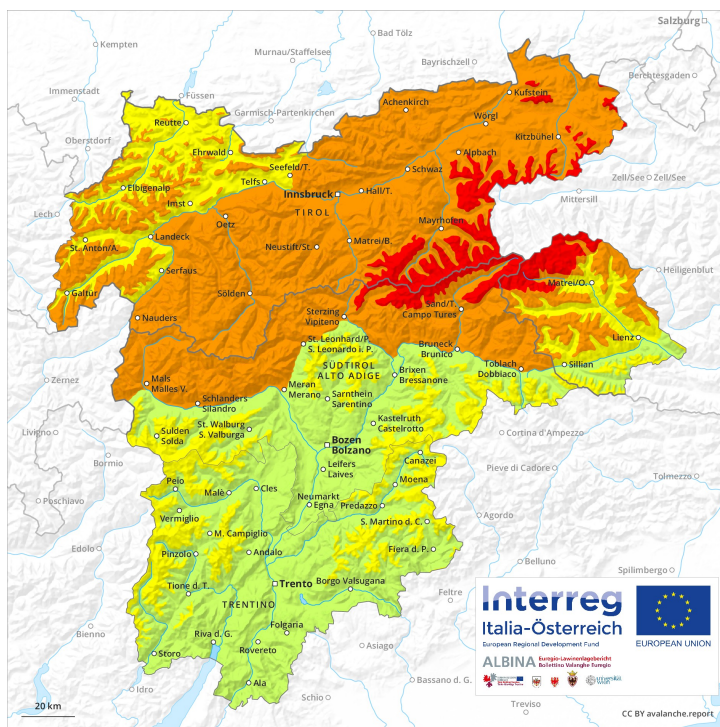 Salzburg
Bad Tölz
Kempten
Murnau/Staffelsee
Bayrischzell
Berchtesgaden
Immenstadt
Füssen
Kufstein
Achenkirch
Garmisch-Partenkirchen
Wörgl
Reutte
Kitzbühel
Oberstdorf
Ehrwald
Alpbach
Seefeld/T.
Schwaz
Zell/See
Zell/See
Telfs
Elbigenalp
Innsbruck
Hall/T.
Mittersill
Imst
TIROL
Lech
Oetz
Mayrhofen
Landeck
Matrei/B.
St. Anton/A.
Neustift/St.
Serfaus
Heiligenblut
Matrei/O.
Galtür
Sölden
Sand/T.
Campo Tures
Nauders
Sterzing
Vipiteno
Lienz
St. Leonhard/P.
S. Leonardo i. P.
Bruneck
Brunico
Sillian
SÜDTIROL
ALTO ADIGE
Toblach
Dobbiaco
Brixen
Bressanone
Zernez
Mals
Malles V.
Meran
Merano
Schlanders
Silandro
Sarnthein
Sarentino
Kastelruth
Castelrotto
St. Walburg
S. Valburga
Livigno
Sulden
Solda
Cortina d'Ampezzo
Bozen
Bolzano
Bormio
Canazei
Leifers
Laives
Pieve di Cadore
Tolmezzo
Peio
Moena
Malè
Cles
Poschiavo
Neumarkt
Egna
Predazzo
Vermiglio
Agordo
S. Martino d. C.
M. Campiglio
Edolo
Pinzolo
Andalo
Fiera d. P.
Belluno
Spilimbergo
Tione d. T.
Trento
Borgo Valsugana
Feltre
TRENTINO
Folgaria
Bienno
Riva d. G.
Rovereto
Asiago
Storo
Idro
Ala
Schio
Bassano d. G.
Treviso
20 km
Interreg
Italia-Österreich
European Regional Development Fund
EUROPEAN UNION
ALBINA
Euregio-Lawinenlagebericht
Bollettino Valanghe Euregio
CC BY avalanche.report